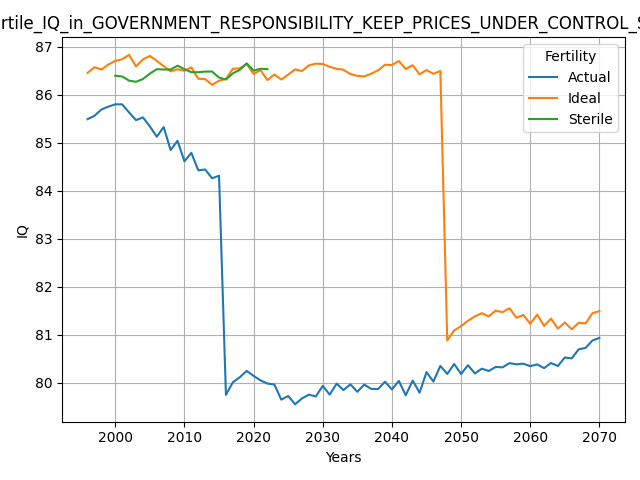 rtile_IQ_in_GOVERNMENT_RESPONSIBILITY_KEEP_PRICES_UNDER_CONTROL_S
87
86
85
84
83
82
81
80
IQ
Fertility
Actual
Ideal
Sterile
2000
2010
2020
2030
2040
2050
2060
2070
Years